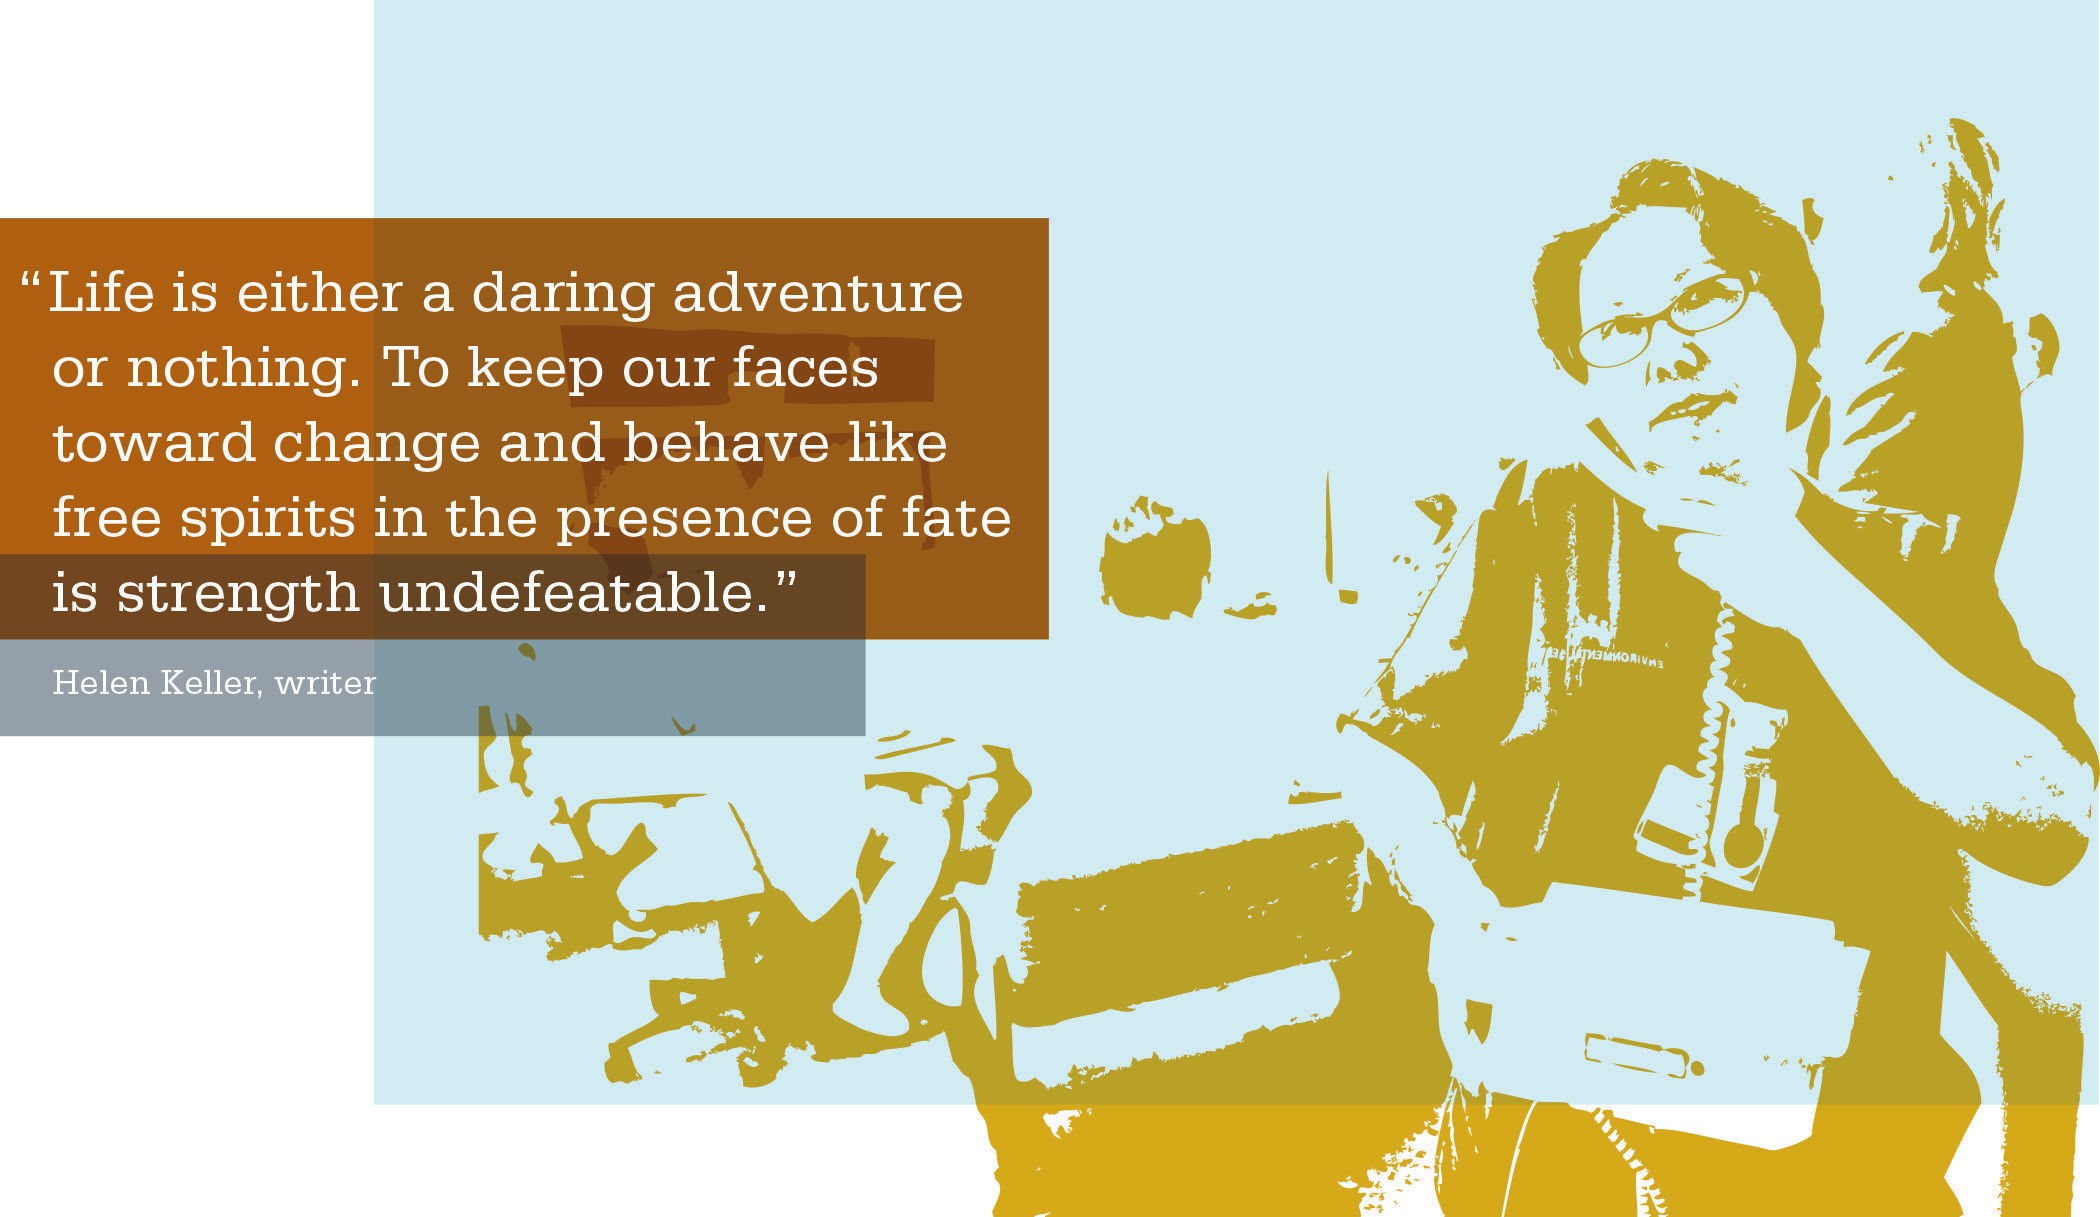 “Life is either a daring adventure
or nothing. To keep our faces
toward change and behave like
free spirits in the presence of fate
is strength undefeatable.”
Helen Keller, writer
ENVIRONMENTAL